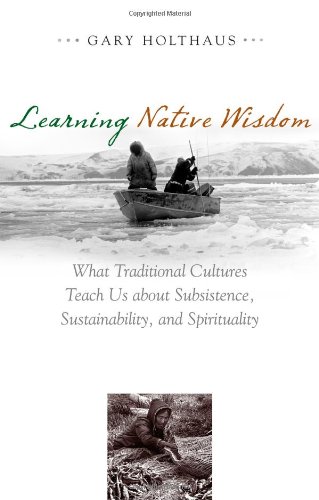 GARY HOLTHAUS
Learning Native Wisdom
What Traditional Cultures
Teach Us about Subsistence,
Sustainability, and Spirituality